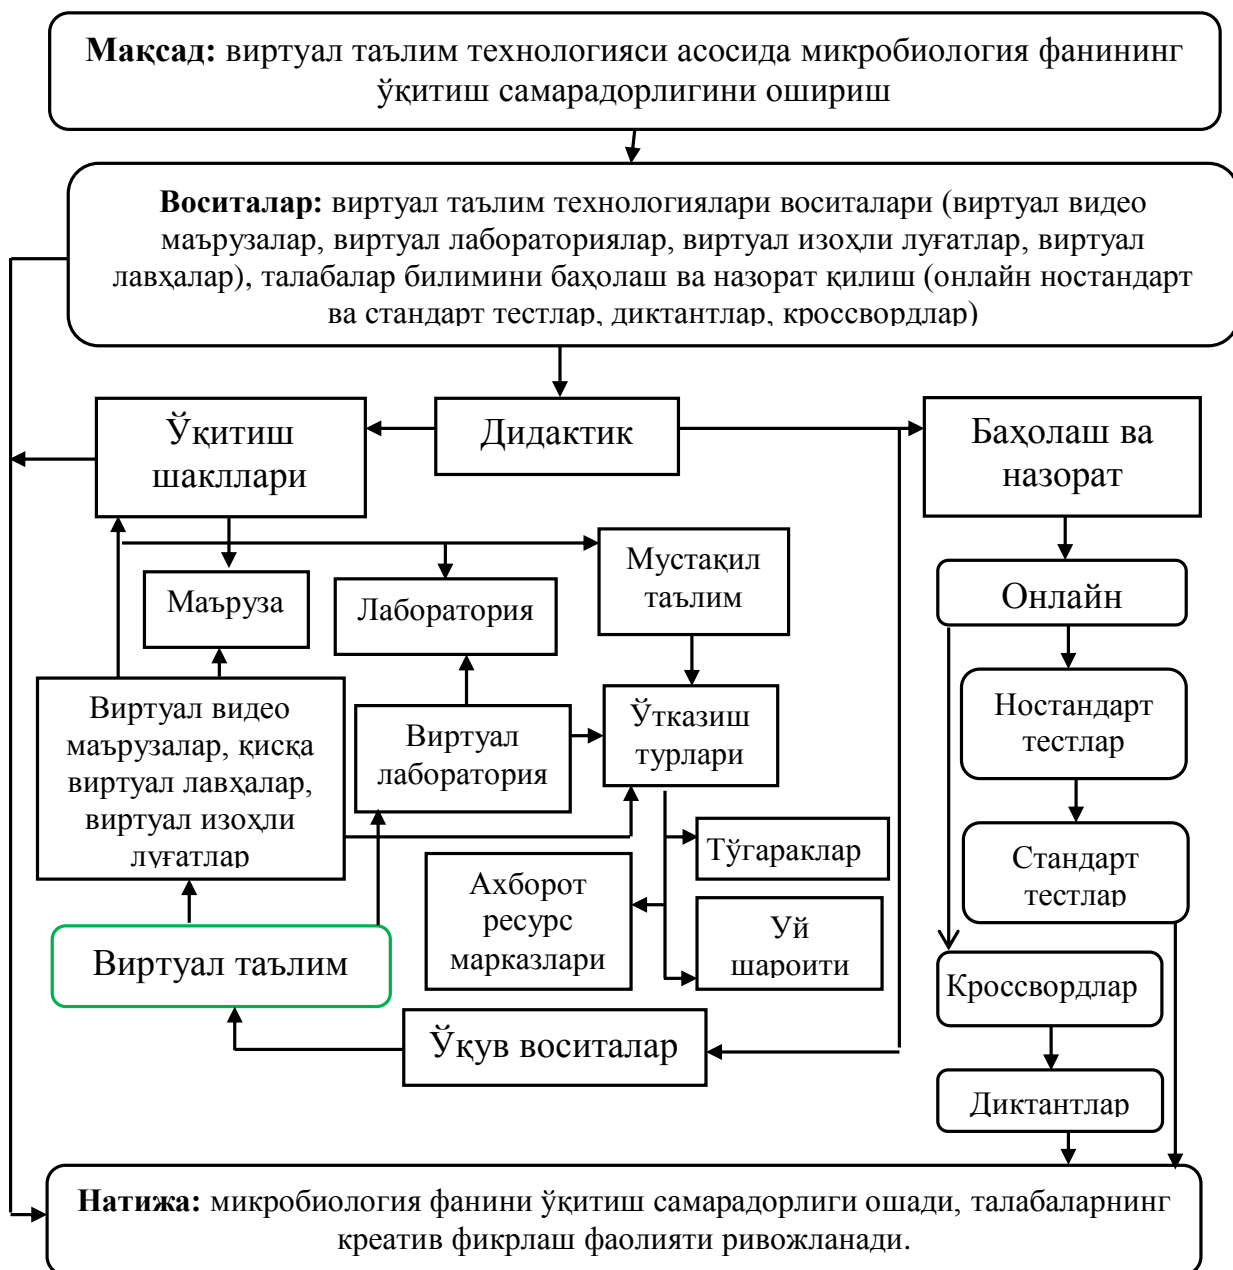 Мақсад: виртуал таълим технологияси асосида микробиология фанининг
ўқитиш самарадорлигини ошириш
Воситалар: виртуал таълим технологиялари воситалари (виртуал видео
маърузалар, виртуал лабораториялар, виртуал изоҳли луғатлар, виртуал
лавҳалар), талабалар билимини баҳолаш ва назорат қилиш (онлайн ностандарт
ва стандарт тестлар, диктантлар, кроссвордлар)
Ўқитиш
шакллари
Дидактик
Баҳолаш ва
назорат
Маъруза
Лаборатория
Мустақил
таълим
Онлайн
Виртуал видео
маърузалар, қисқа
виртуал лавҳалар,
виртуал изоҳли
луғатлар
Виртуал
лаборатория
Ўтказиш
турлари
Ностандарт
тестлар
Тўгараклар
Стандарт
тестлар
Ахборот
ресурс
марказлари
Уй
шароити
Виртуал таълим
Кроссвордлар
Ўқув воситалар
Диктантлар
Натижа: микробиология фанини ўқитиш самарадорлиги ошади, талабаларнинг
креатив фикрлаш фаолияти ривожланади.